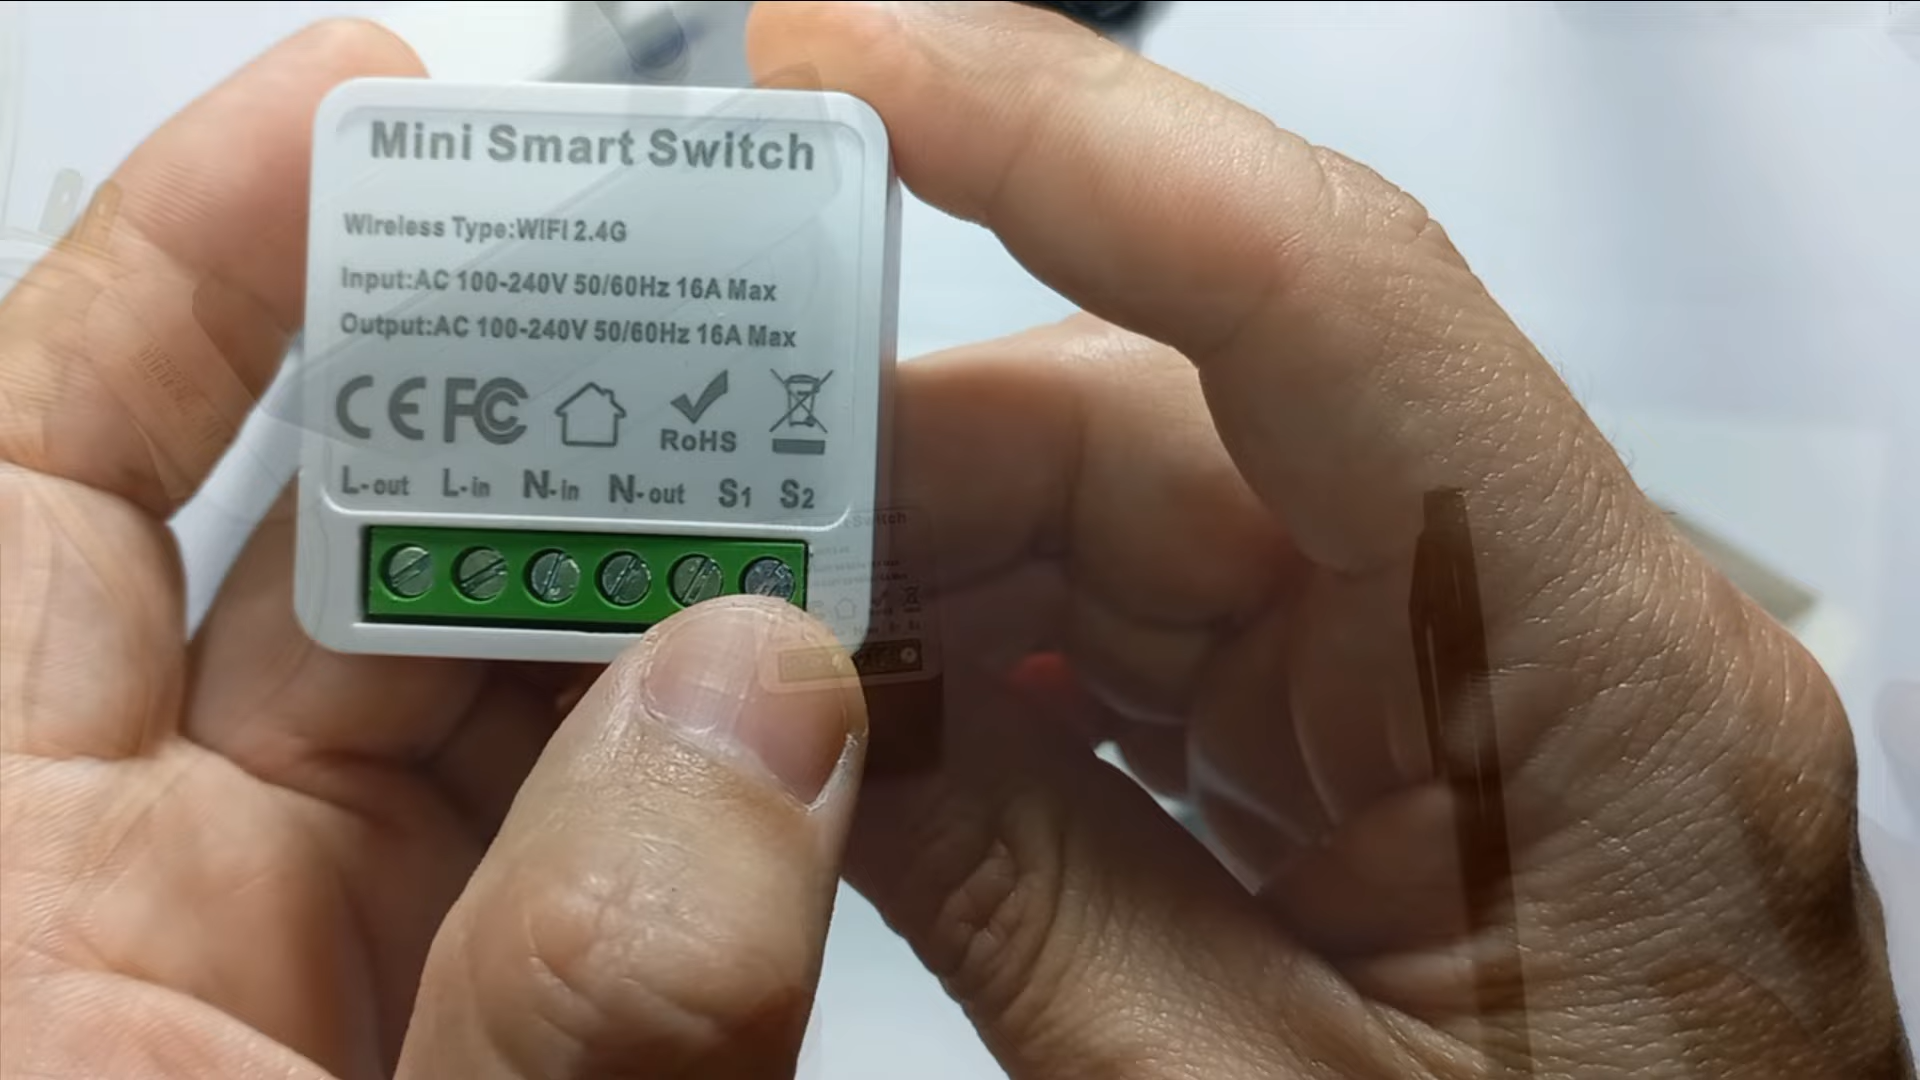 Mini Smart Switch
Wireless Type:WIFI 2.4G
Input:AC 100-240V 50/60Hz 16A Max
Output:AC 100-240V 50/60Hz 16A Max
CE FC RoHS
L-out L-in N-in N-out S1 S2
Switch